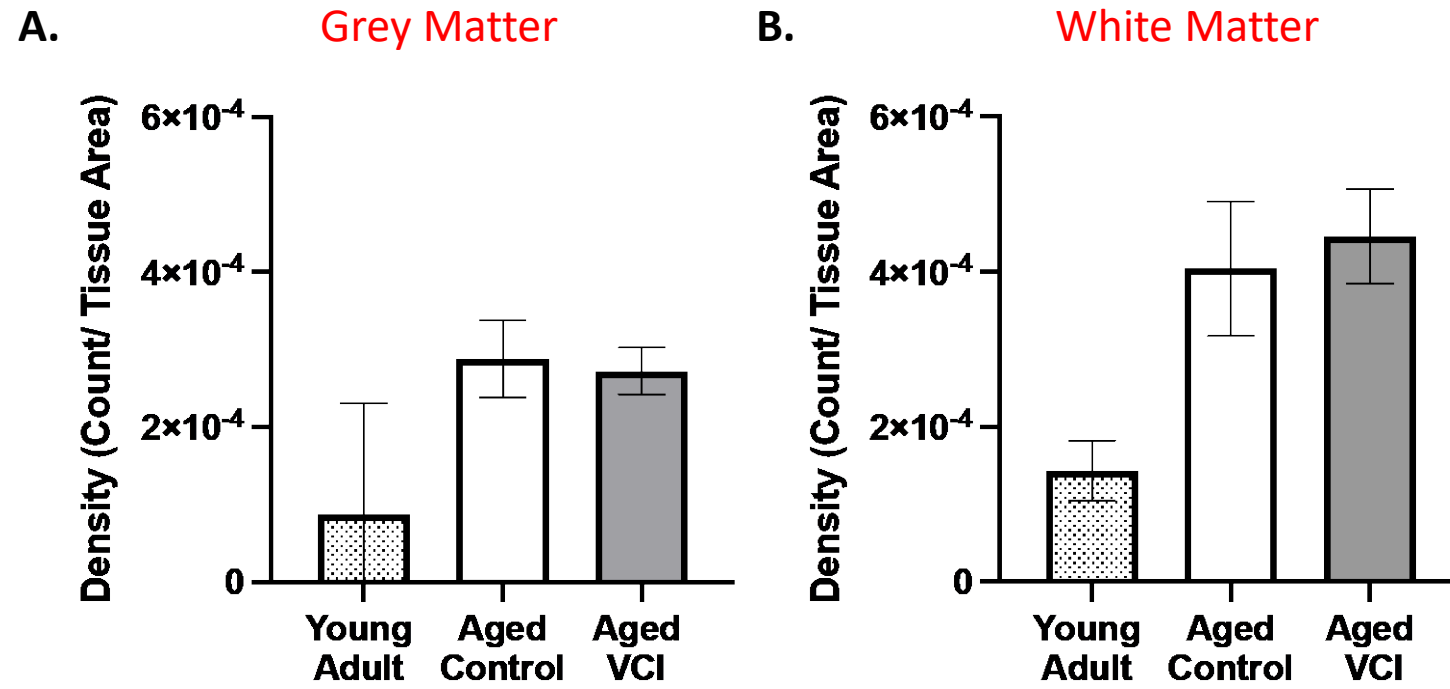 A.
Grey Matter
Density (Count/ Tissue Area)
6×10⁻⁴
4×10⁻⁴
2×10⁻⁴
0
Young Adult
Aged Control
Aged VCI
B.
White Matter
Density (Count/ Tissue Area)
6×10⁻⁴
4×10⁻⁴
2×10⁻⁴
0
Young Adult
Aged Control
Aged VCI